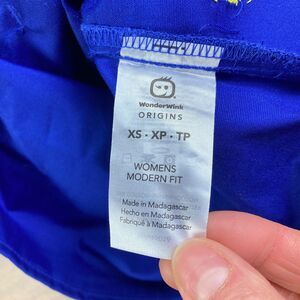 WonderWink
ORIGINS
XS · XP · TP
WOMENS
MODERN FIT
Made in Madagascar
Hecho en Madagascar
Fabriqué à Madagascar